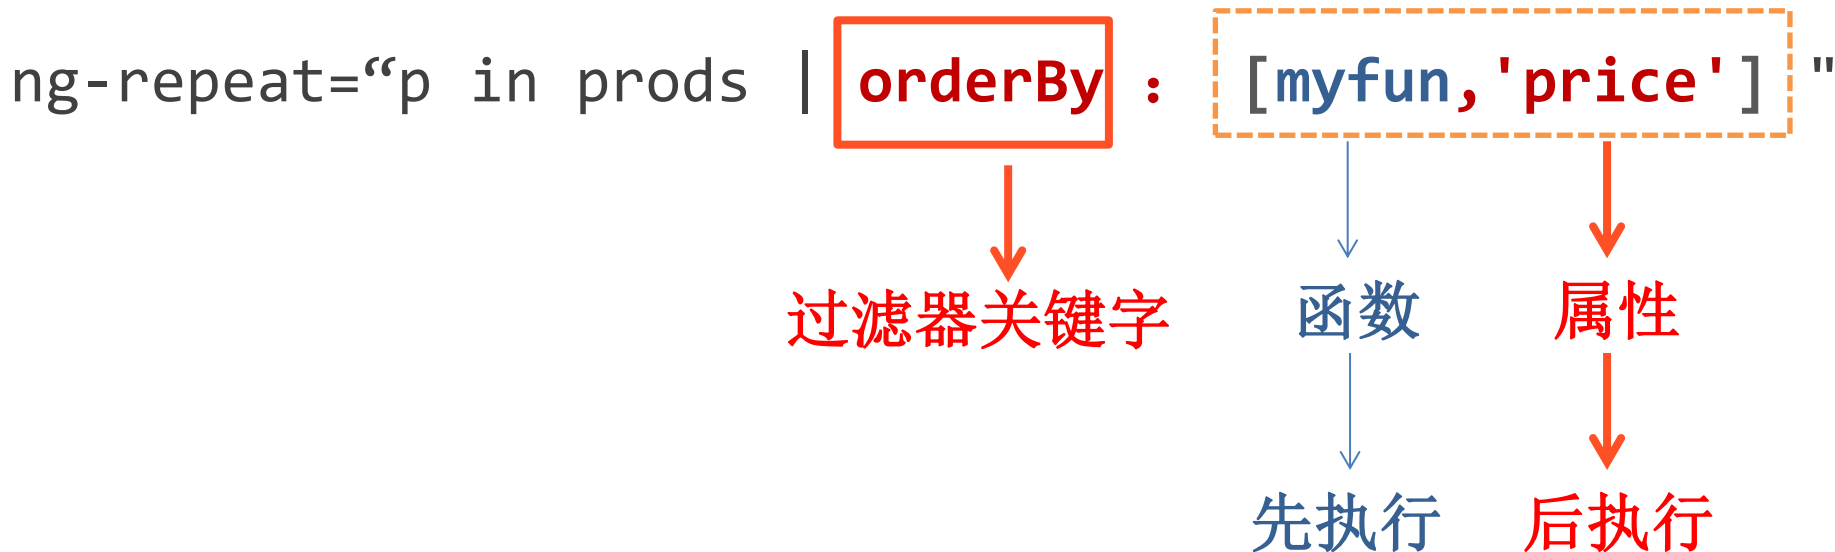 ng-repeat=“p in prods | orderBy： [myfun,'price'] "
过滤器关键字 函数 属性
先执行 后执行